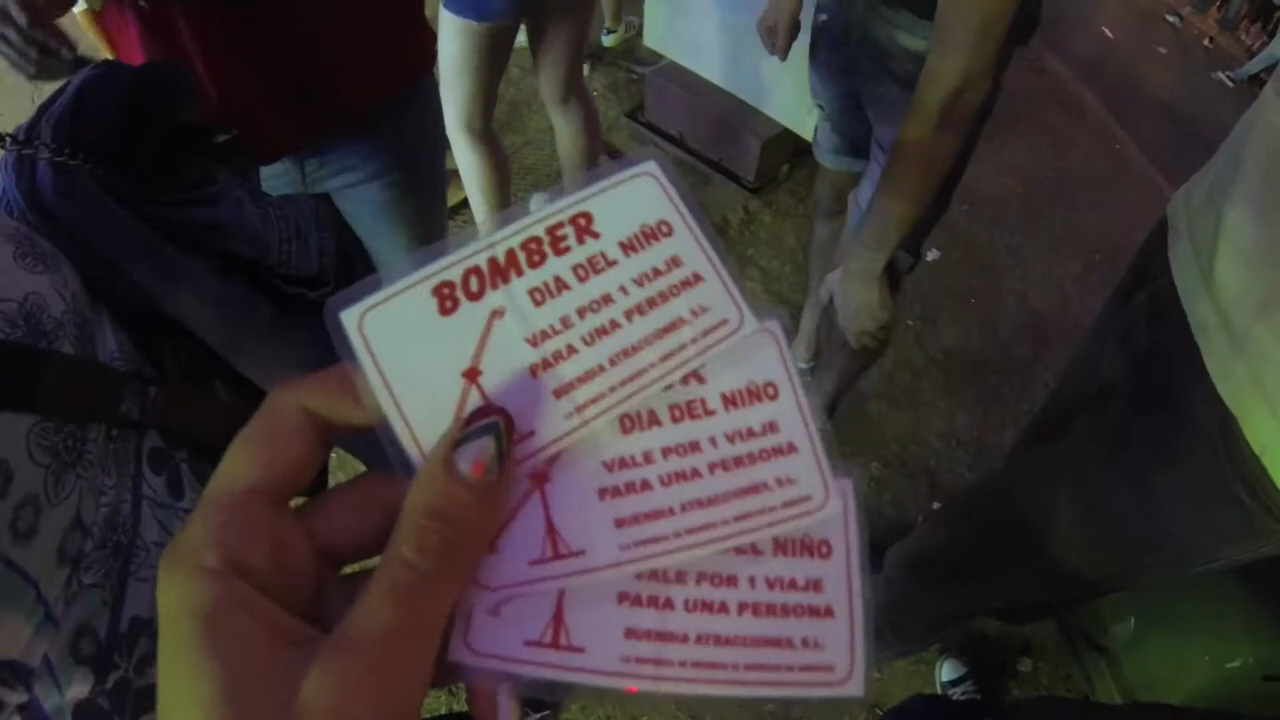 BOMBER
DIA DEL NIÑO
VALE POR 1 VIAJE
PARA UNA PERSONA
BUENDIA ATRACCIONES, S.L.
DIA DEL NIÑO
VALE POR 1 VIAJE
PARA UNA PERSONA
BUENDIA ATRACCIONES, S.L.
EL NIÑO
VALE POR 1 VIAJE
PARA UNA PERSONA
BUENDIA ATRACCIONES, S.L.